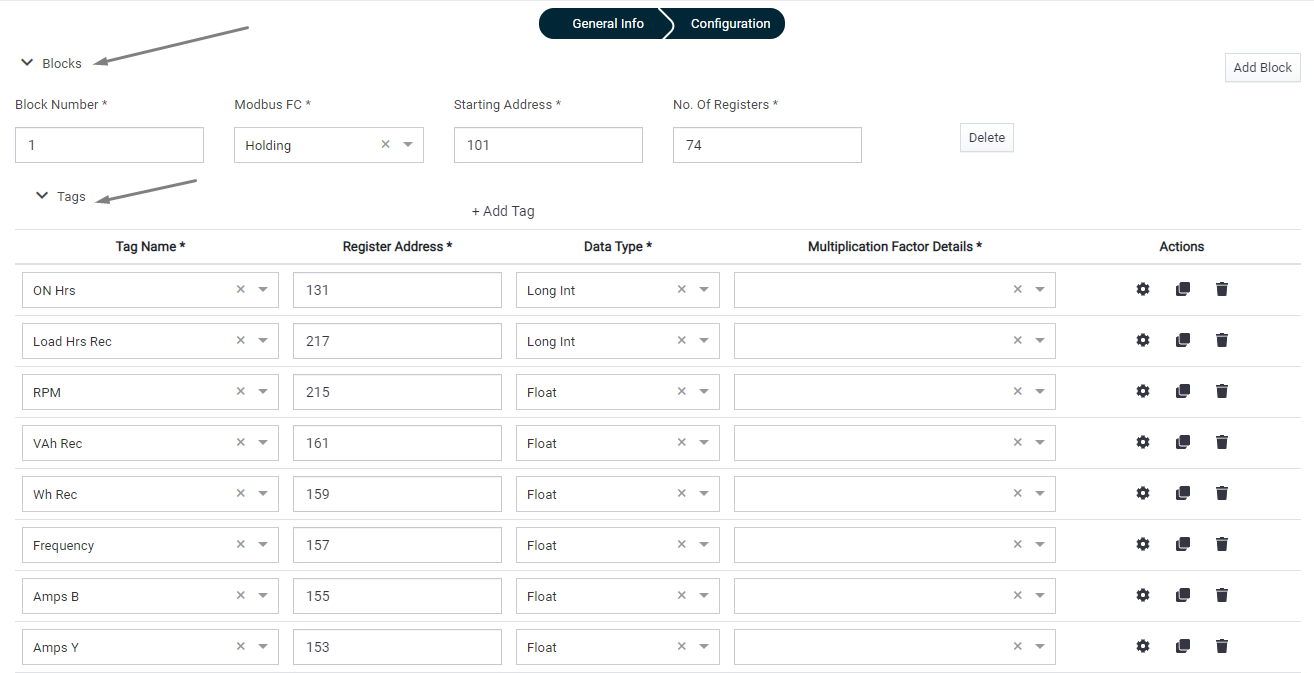 General Info Configuration
Blocks
Add Block
Block Number * Modbus FC * Starting Address * No. Of Registers *
1 Holding × 101 74 Delete
Tags
+ Add Tag
Tag Name * Register Address * Data Type * Multiplication Factor Details * Actions
ON Hrs × 131 Long Int × ×
Load Hrs Rec × 217 Long Int × ×
RPM × 215 Float × ×
VAh Rec × 161 Float × ×
Wh Rec × 159 Float × ×
Frequency × 157 Float × ×
Amps B × 155 Float × ×
Amps Y × 153 Float × ×